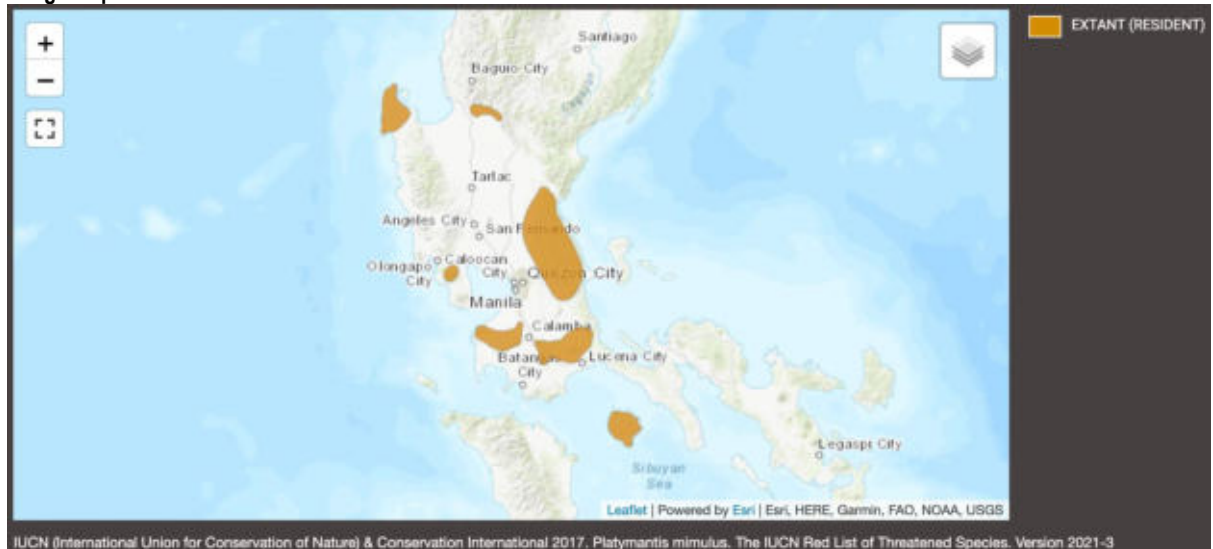 +
EXTANT (RESIDENT)
−
Santiago
Baguio City
Cagayan
Tarlac
Angeles City
San Fernando
Olongapo City
Caloocan City
Quezon City
Manila
Calamba
Batangas City
Lucena City
Legaspi City
Sibuyan Sea
Leaflet | Powered by Esri | Esri, HERE, Garmin, FAO, NOAA, USGS
IUCN (International Union for Conservation of Nature) & Conservation International 2017. Platymantis mimulus. The IUCN Red List of Threatened Species. Version 2021-3